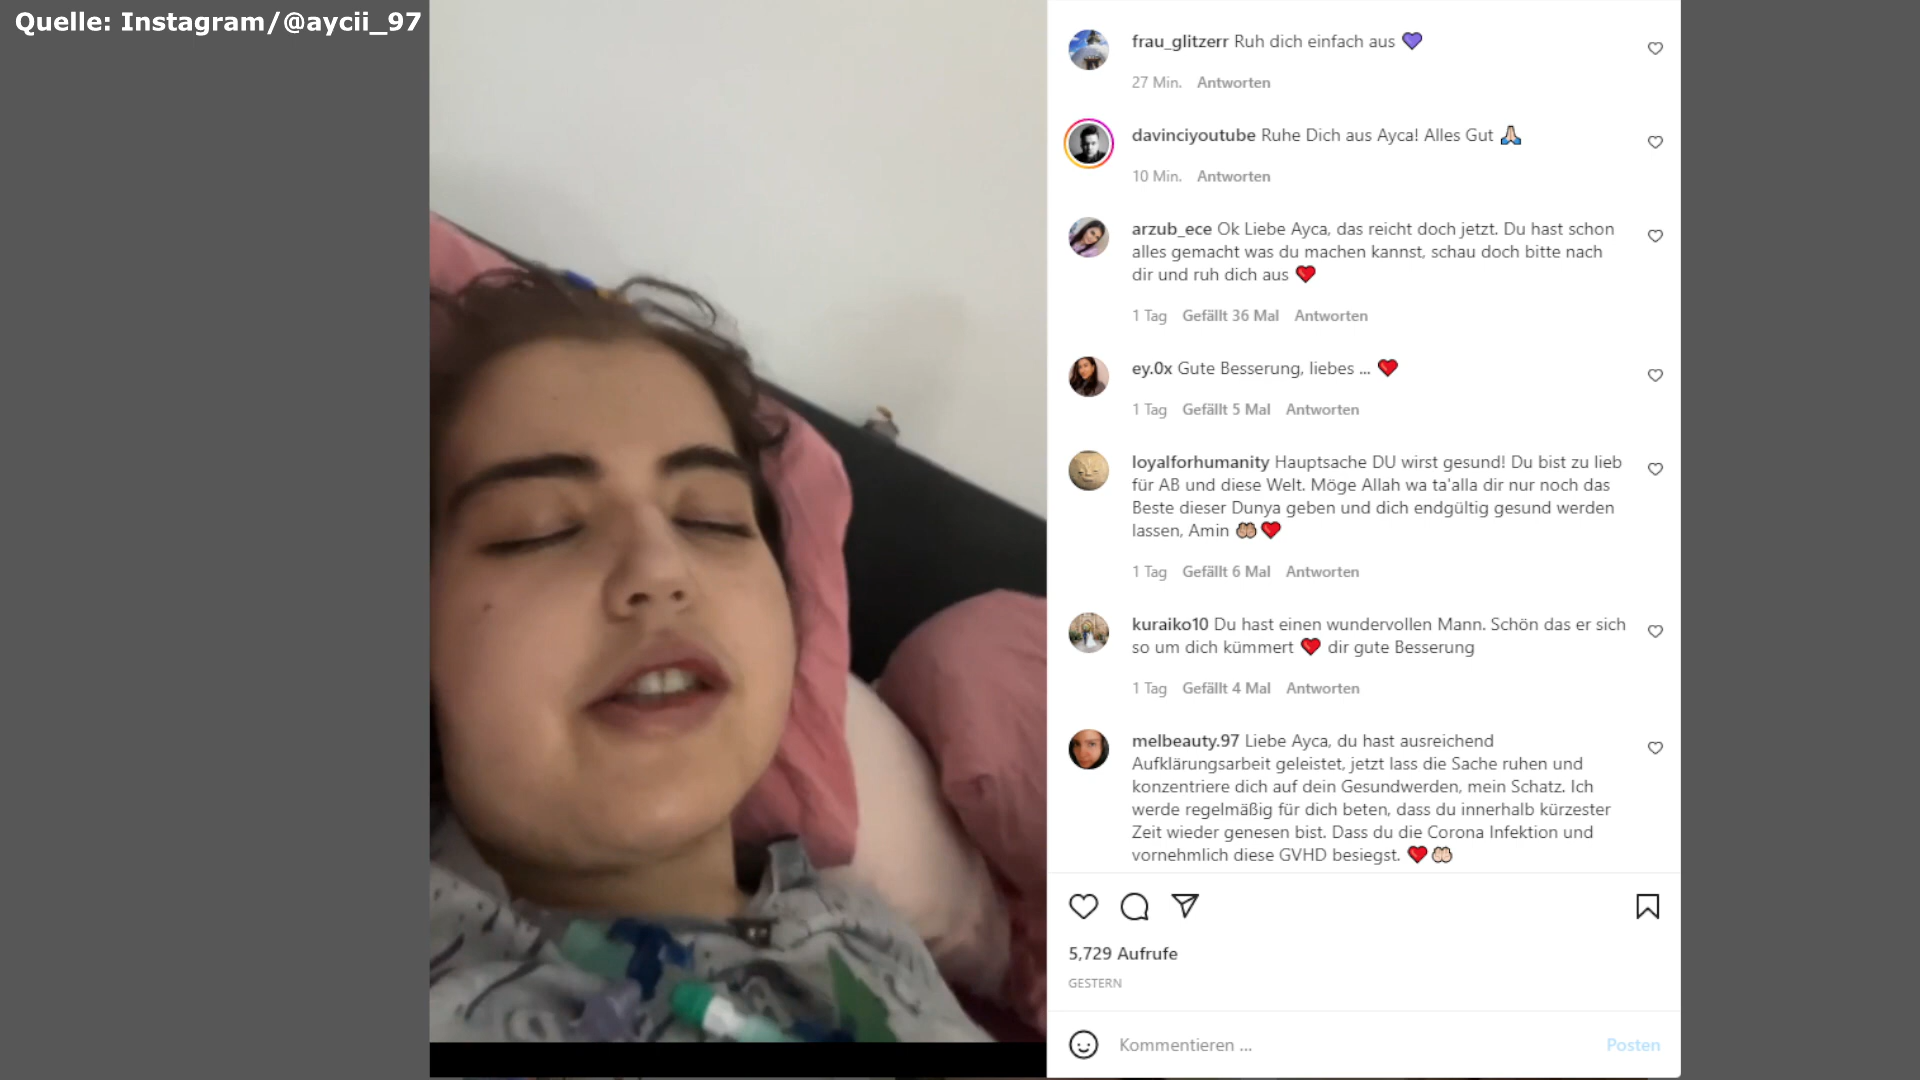 Quelle: Instagram/@aycii_97
frau_glitzerr Ruh dich einfach aus 💜
27 Min. Antworten
davinciyoutube Ruhe Dich aus Ayca! Alles Gut 🙏🏻
10 Min. Antworten
arzub_ece Ok Liebe Ayca, das reicht doch jetzt. Du hast schon
alles gemacht was du machen kannst, schau doch bitte nach
dir und ruh dich aus ❤️
1 Tag Gefällt 36 Mal Antworten
ey.0x Gute Besserung, liebes ... ❤️
1 Tag Gefällt 5 Mal Antworten
loyalforhumanity Hauptsache DU wirst gesund! Du bist zu lieb
für AB und diese Welt. Möge Allah wa ta'alla dir nur noch das
Beste dieser Dunya geben und dich endgültig gesund werden
lassen, Amin 🤲🏼❤️
1 Tag Gefällt 6 Mal Antworten
kuraiko10 Du hast einen wundervollen Mann. Schön das er sich
so um dich kümmert ❤️ dir gute Besserung
1 Tag Gefällt 4 Mal Antworten
melbeauty.97 Liebe Ayca, du hast ausreichend
Aufklärungsarbeit geleistet, jetzt lass die Sache ruhen und
konzentriere dich auf dein Gesundwerden, mein Schatz. Ich
werde regelmäßig für dich beten, dass du innerhalb kürzester
Zeit wieder genesen bist. Dass du die Corona Infektion und
vornehmlich diese GVHD besiegst. ❤️🤲🏻
5,729 Aufrufe
GESTERN
Kommentieren ...
Posten